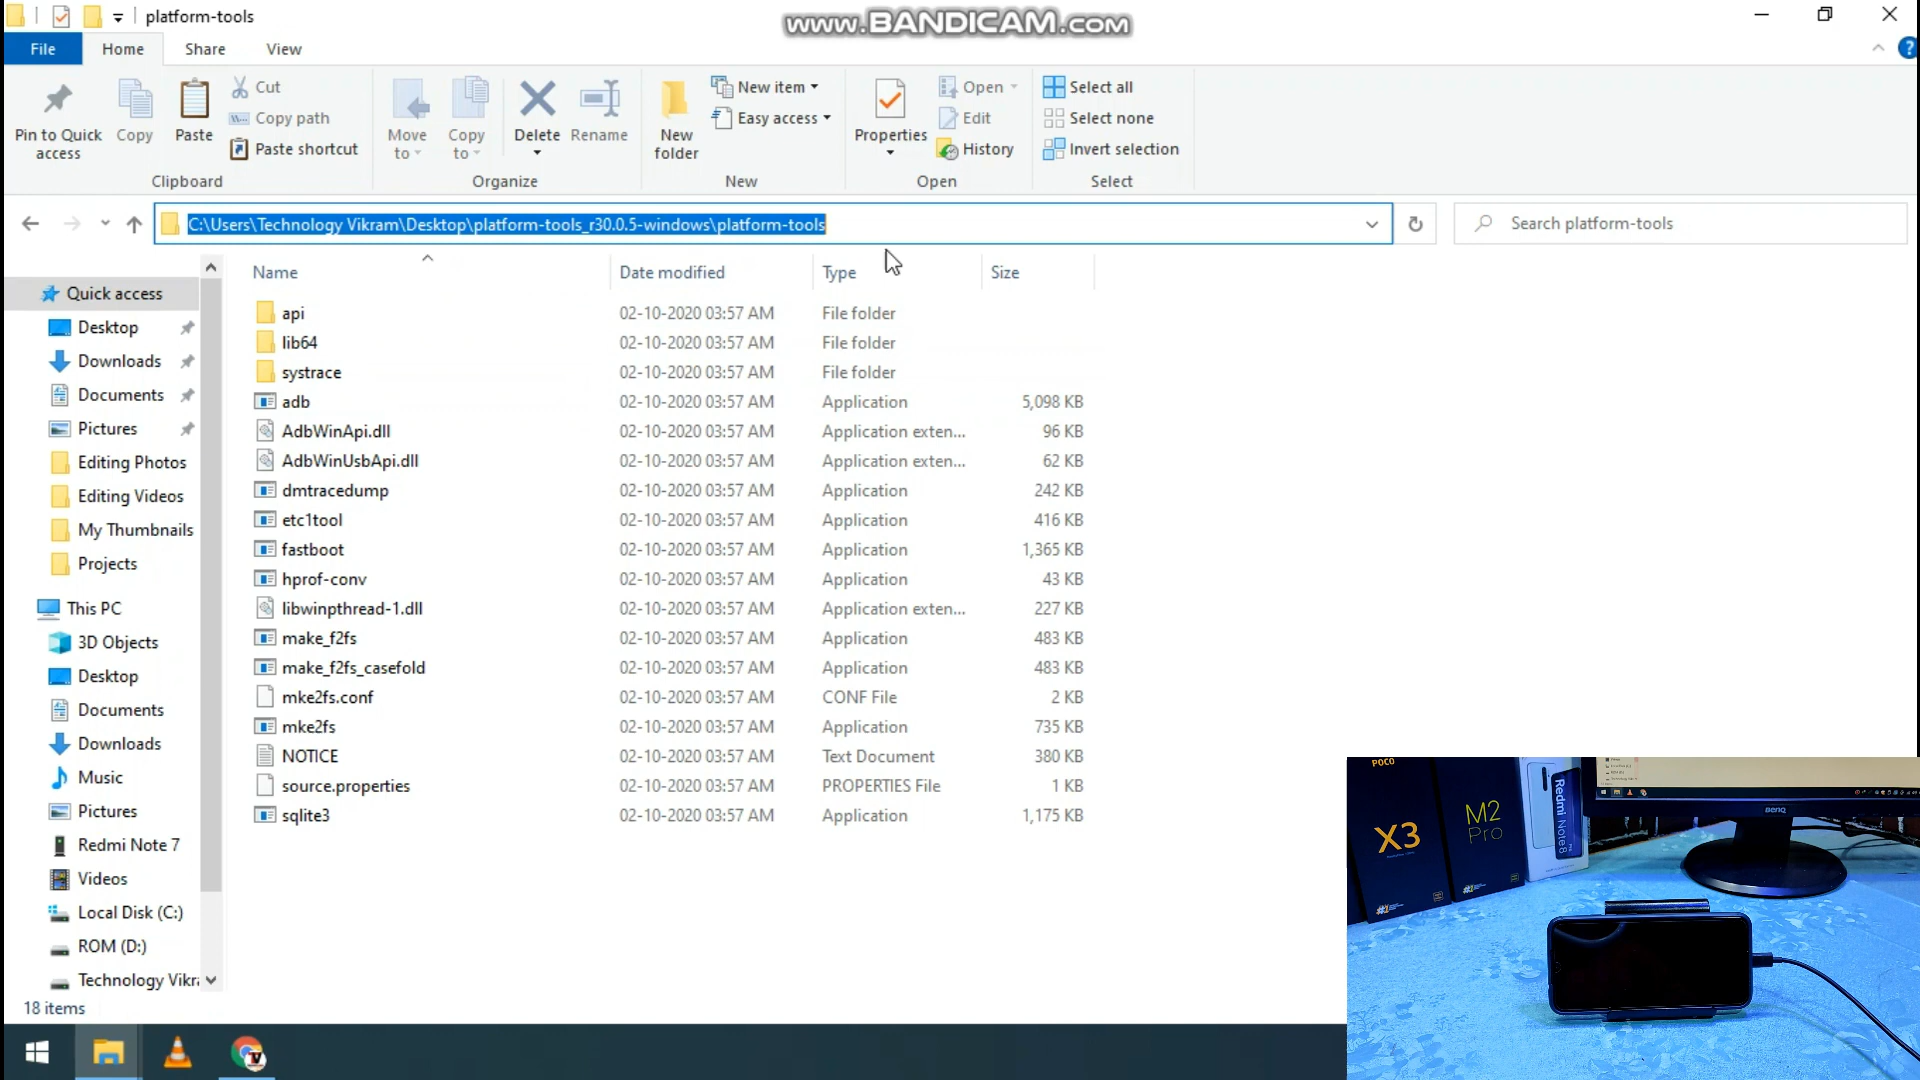 platform-tools
www.BANDICAM.com
File
Home
Share
View
?
Pin to Quick access
Copy
Paste
Cut
Copy path
Paste shortcut
Clipboard
Move to
Copy to
Delete
Rename
Organize
New folder
New item
Easy access
New
Properties
Open
Edit
History
Open
Select all
Select none
Invert selection
Select
C:\Users\Technology Vikram\Desktop\platform-tools_r30.0.5-windows\platform-tools
Search platform-tools
Quick access
Desktop
Downloads
Documents
Pictures
Editing Photos
Editing Videos
My Thumbnails
Projects
This PC
3D Objects
Desktop
Documents
Downloads
Music
Pictures
Redmi Note 7
Videos
Local Disk (C:)
ROM (D:)
Technology Vikra
Name Date modified Type Size
api 02-10-2020 03:57 AM File folder
lib64 02-10-2020 03:57 AM File folder
systrace 02-10-2020 03:57 AM File folder
adb 02-10-2020 03:57 AM Application 5,098 KB
AdbWinApi.dll 02-10-2020 03:57 AM Application exten... 96 KB
AdbWinUsbApi.dll 02-10-2020 03:57 AM Application exten... 62 KB
dmtracedump 02-10-2020 03:57 AM Application 242 KB
etc1tool 02-10-2020 03:57 AM Application 416 KB
fastboot 02-10-2020 03:57 AM Application 1,365 KB
hprof-conv 02-10-2020 03:57 AM Application 43 KB
libwinpthread-1.dll 02-10-2020 03:57 AM Application exten... 227 KB
make_f2fs 02-10-2020 03:57 AM Application 483 KB
make_f2fs_casefold 02-10-2020 03:57 AM Application 483 KB
mke2fs.conf 02-10-2020 03:57 AM CONF File 2 KB
mke2fs 02-10-2020 03:57 AM Application 735 KB
NOTICE 02-10-2020 03:57 AM Text Document 380 KB
source.properties 02-10-2020 03:57 AM PROPERTIES File 1 KB
sqlite3 02-10-2020 03:57 AM Application 1,175 KB
18 items
POCO
X3
#1
M2
Pro
#1
Redmi Note 8
BenQ